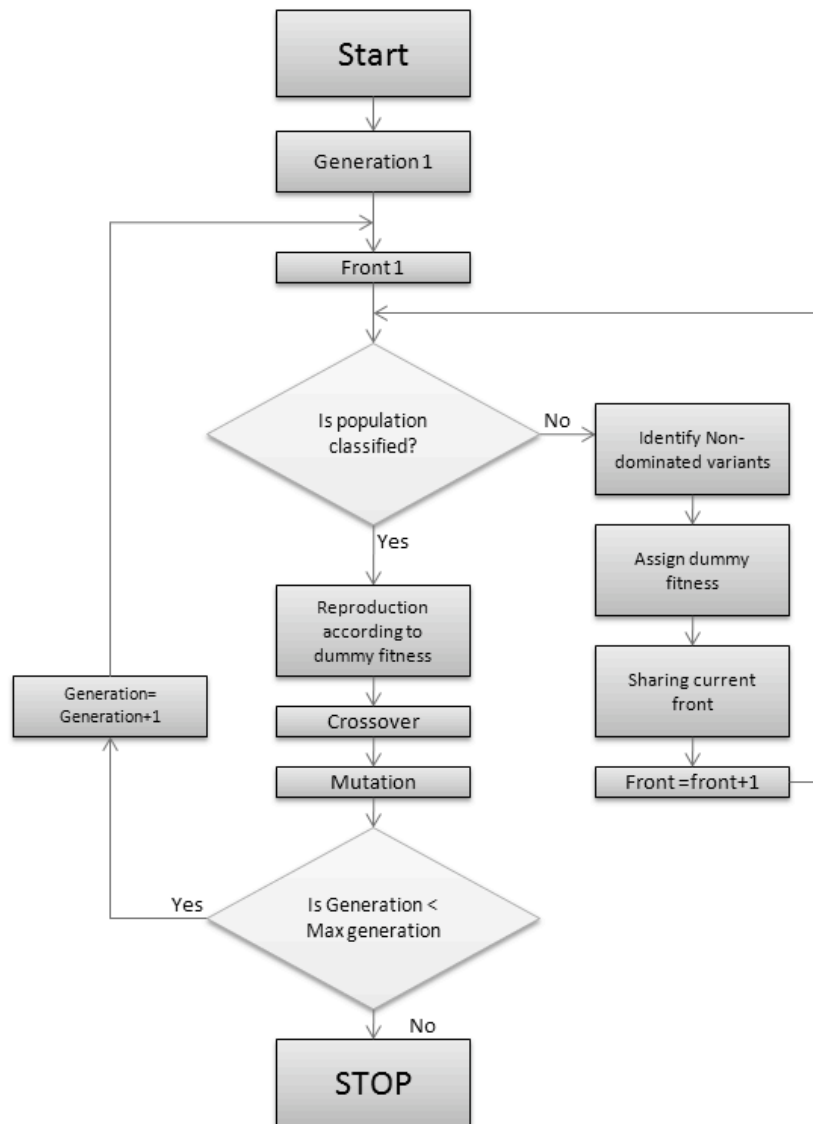 Start
Generation 1
Front 1
Is population
classified?
No
Identify Non-
dominated variants
Yes
Assign dummy
fitness
Reproduction
according to
dummy fitness
Sharing current
front
Generation=
Generation+1
Crossover
Mutation
Front =front+1
Yes
Is Generation <
Max generation
No
STOP